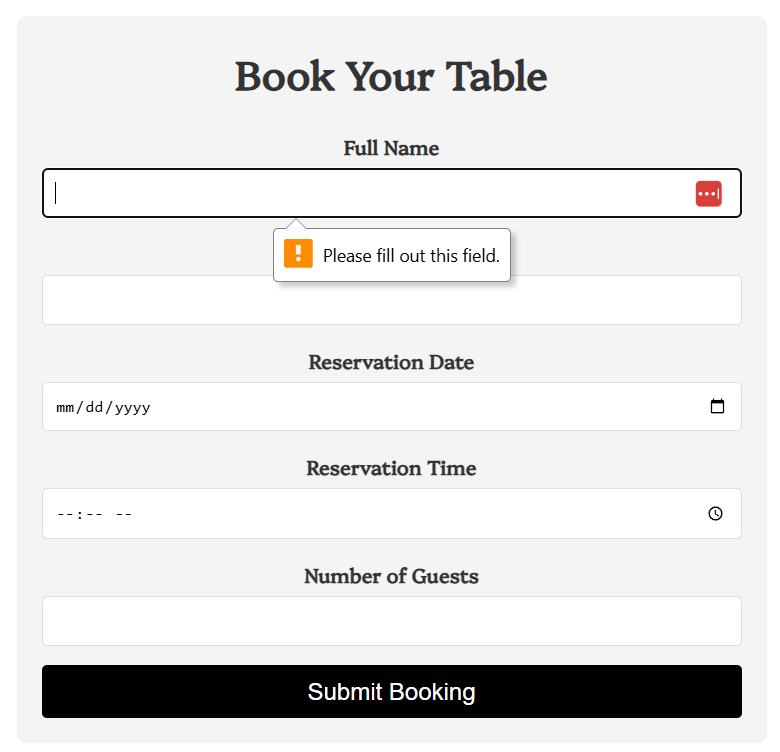 Book Your Table
Full Name
Please fill out this field.
Reservation Date
mm/dd/yyyy
Reservation Time
--:-- --
Number of Guests
Submit Booking